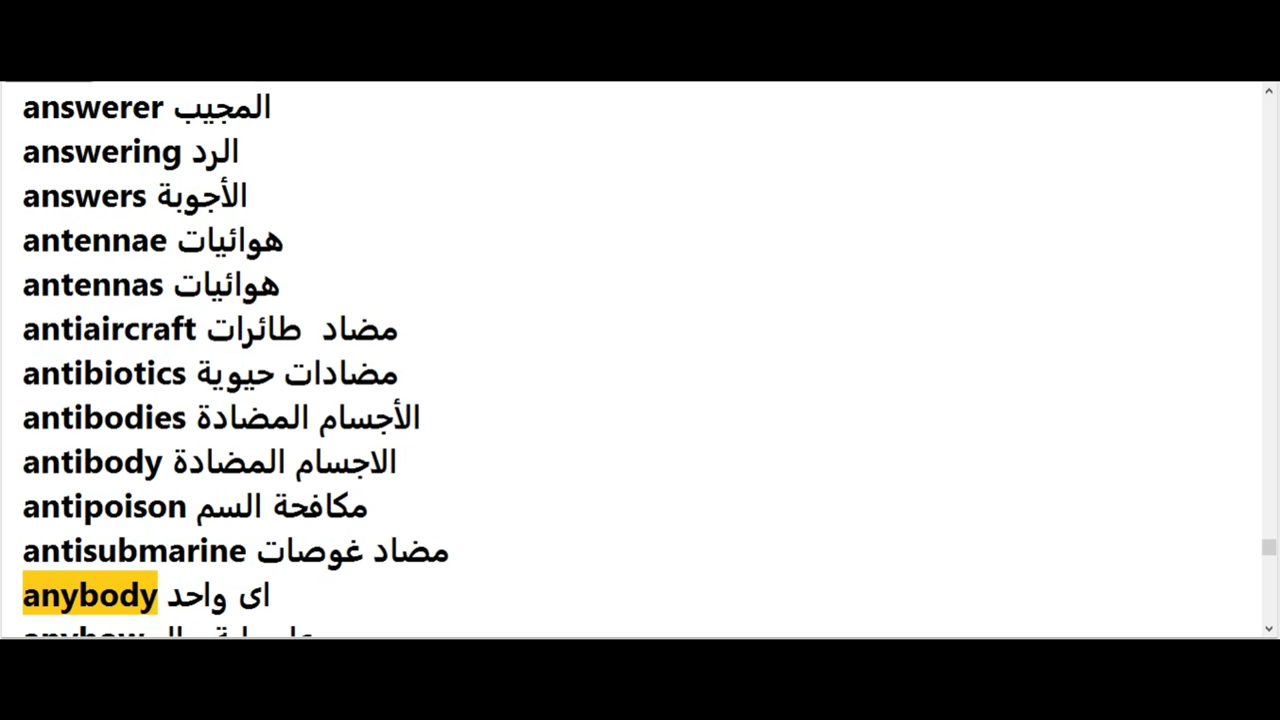 answerer المجيب
answering الرد
answers الأجوبة
antennae هوائيات
antennas هوائيات
antiaircraft مضاد طائرات
antibiotics مضادات حيوية
antibodies الأجسام المضادة
antibody الاجسام المضادة
antipoison مكافحة السم
antisubmarine مضاد غوصات
anybody اى واحد
anyhow